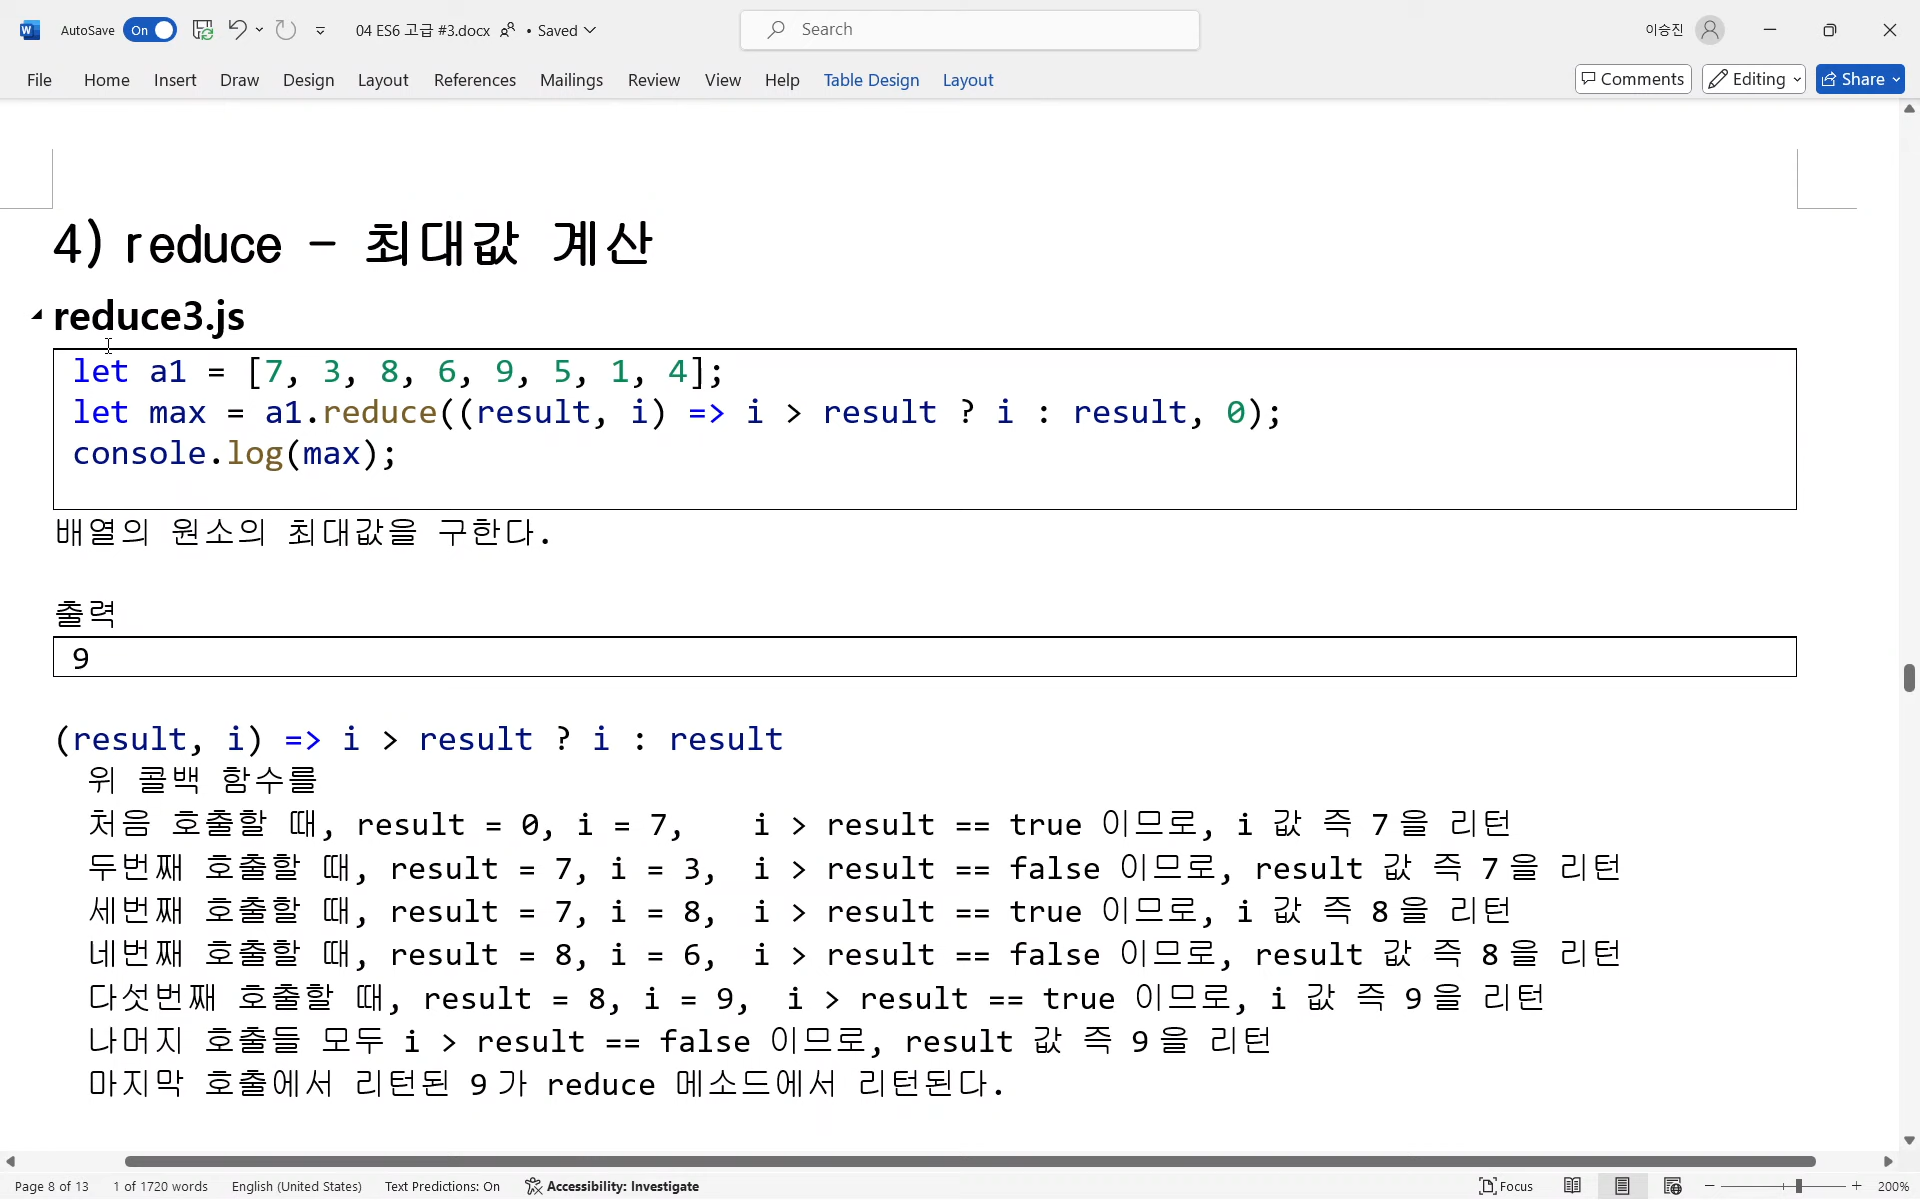 AutoSave On 04 ES6 고급 #3.docx • Saved Search 이승진
File Home Insert Draw Design Layout References Mailings Review View Help Table Design Layout Comments Editing Share
4) reduce - 최대값 계산
reduce3.js
let a1 = [7, 3, 8, 6, 9, 5, 1, 4];
let max = a1.reduce((result, i) => i > result ? i : result, 0);
console.log(max);
배열의 원소의 최대값을 구한다.
출력
9
(result, i) => i > result ? i : result
위 콜백 함수를
처음 호출할 때, result = 0, i = 7, i > result == true 이므로, i 값 즉 7을 리턴
두번째 호출할 때, result = 7, i = 3, i > result == false 이므로, result 값 즉 7을 리턴
세번째 호출할 때, result = 7, i = 8, i > result == true 이므로, i 값 즉 8을 리턴
네번째 호출할 때, result = 8, i = 6, i > result == false 이므로, result 값 즉 8을 리턴
다섯번째 호출할 때, result = 8, i = 9, i > result == true 이므로, i 값 즉 9을 리턴
나머지 호출들 모두 i > result == false 이므로, result 값 즉 9을 리턴
마지막 호출에서 리턴된 9가 reduce 메소드에서 리턴된다.
Page 8 of 13 1 of 1720 words English (United States) Text Predictions: On Accessibility: Investigate Focus 200%